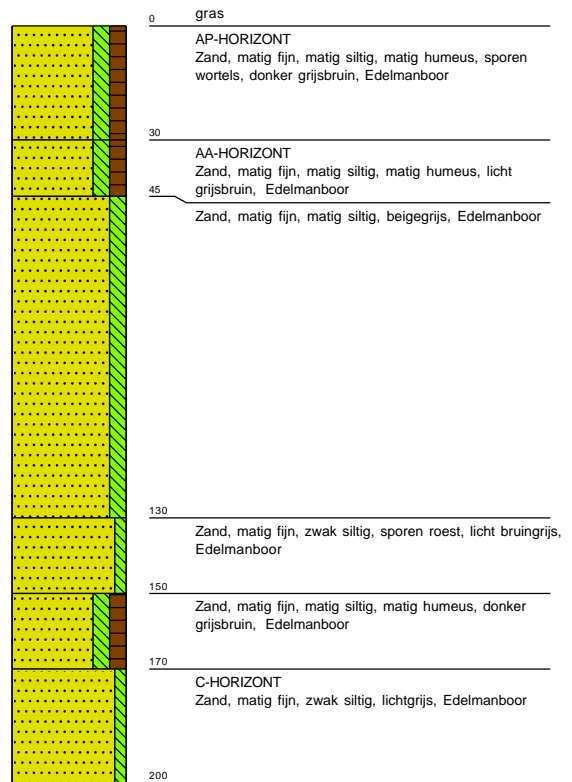 0 gras
AP-HORIZONT
Zand, matig fijn, matig siltig, matig humeus, sporen
wortels, donker grijsbruin, Edelmanboor
30
AA-HORIZONT
Zand, matig fijn, matig siltig, matig humeus, licht
grijsbruin, Edelmanboor
45
Zand, matig fijn, matig siltig, beigegrijs, Edelmanboor
130
Zand, matig fijn, zwak siltig, sporen roest, licht bruingrijs,
Edelmanboor
150
Zand, matig fijn, matig siltig, matig humeus, donker
grijsbruin, Edelmanboor
170
C-HORIZONT
Zand, matig fijn, zwak siltig, lichtgrijs, Edelmanboor
200